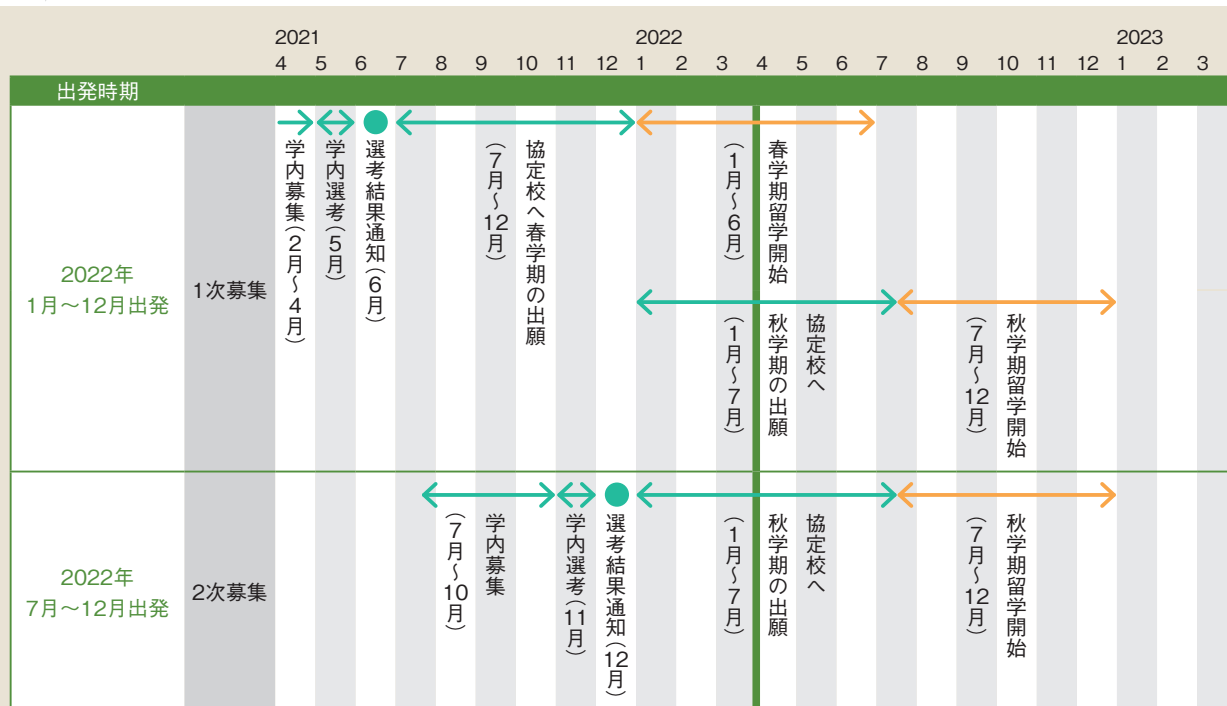 2021 2022 2023
4 5 6 7 8 9 10 11 12 1 2 3 4 5 6 7 8 9 10 11 12 1 2 3
出発時期
2022年
1月～12月出発
1次募集
学内募集（2月～4月）
学内選考（5月）
選考結果通知（6月）
協定校へ春学期の出願
（7月～12月）
春学期留学開始
（1月～6月）
協定校へ
秋学期の出願
（1月～7月）
秋学期留学開始
（7月～12月）
2022年
7月～12月出発
2次募集
学内募集
（7月～10月）
学内選考（11月）
選考結果通知（12月）
協定校へ
秋学期の出願
（1月～7月）
秋学期留学開始
（7月～12月）